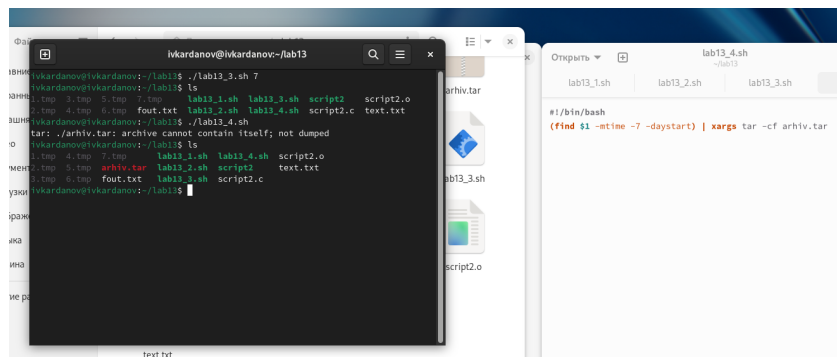 ivkardanov@ivkardanov:~/lab13
ivkardanov@ivkardanov:~/lab13$ ./lab13_3.sh 7
ivkardanov@ivkardanov:~/lab13$ ls
1.tmp 3.tmp 5.tmp 7.tmp lab13_1.sh lab13_3.sh script2 script2.o
2.tmp 4.tmp 6.tmp fout.txt lab13_2.sh lab13_4.sh script2.c text.txt
ivkardanov@ivkardanov:~/lab13$ ./lab13_4.sh
tar: ./arhiv.tar: archive cannot contain itself; not dumped
ivkardanov@ivkardanov:~/lab13$ ls
1.tmp 4.tmp 7.tmp lab13_1.sh lab13_4.sh script2.o
2.tmp 5.tmp arhiv.tar lab13_2.sh script2 text.txt
3.tmp 6.tmp fout.txt lab13_3.sh script2.c
ivkardanov@ivkardanov:~/lab13$
arhiv.tar
ab13_3.sh
script2.o
text.txt
Открыть
lab13_4.sh
~/lab13
lab13_1.sh lab13_2.sh lab13_3.sh
#!/bin/bash
(find $1 -mtime -7 -daystart) | xargs tar -cf arhiv.tar